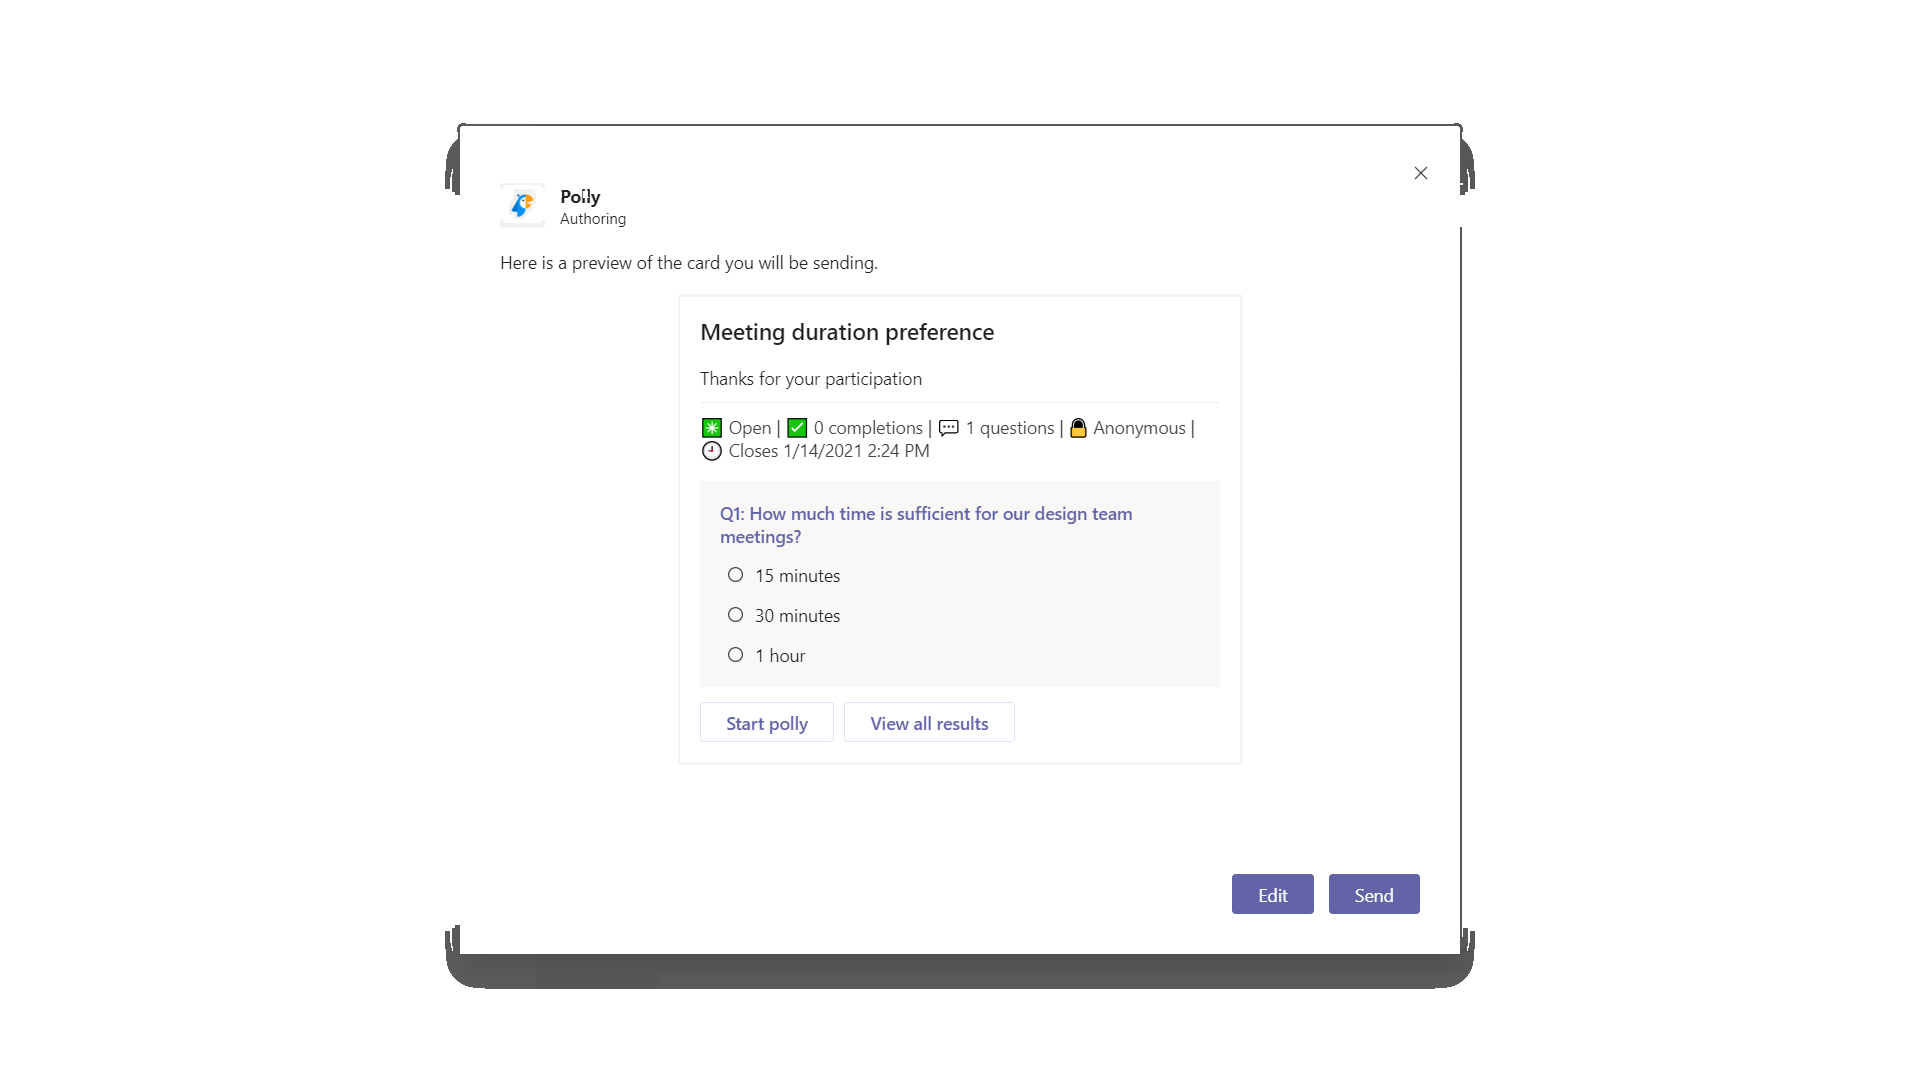 Polly
Authoring
Here is a preview of the card you will be sending.
Meeting duration preference
Thanks for your participation
Open | 0 completions | 1 questions | Anonymous |
Closes 1/14/2021 2:24 PM
Q1: How much time is sufficient for our design team
meetings?
15 minutes
30 minutes
1 hour
Start polly View all results
Edit Send